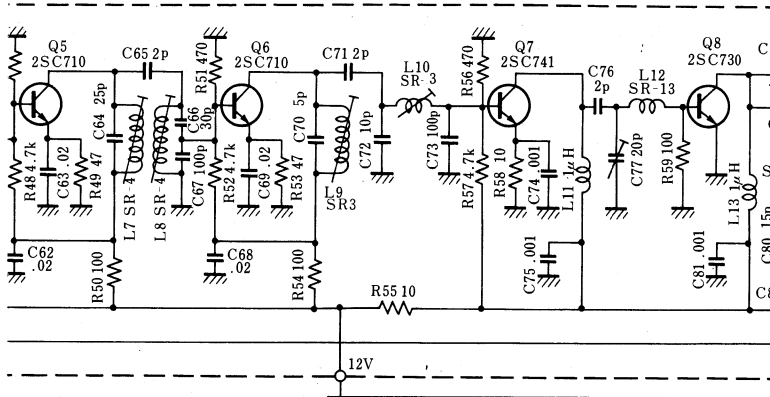 Q5
2SC710
C65 2p
R51 470
Q6
2SC710
C71 2p
L10
SR-3
R56 470
Q7
2SC741
C76
2p
L12
SR-13
Q8
2SC730
C
C64 25p
C66
30p
C70 5p
C72 10p
C73 100p
R48 4.7k
C63 .02
R49 47
L7 SR-4
L8 SR-4
C67 100p
R52 4.7k
C69 .02
R53 47
L9
SR3
R57 4.7k
R58 10
C74 .001
L11 1μH
C77 20p
R59 100
L13 1μH
S
C80 15p
C62
.02
R50 100
C68
.02
R54 100
R55 10
C75 .001
C81 .001
C8
12V